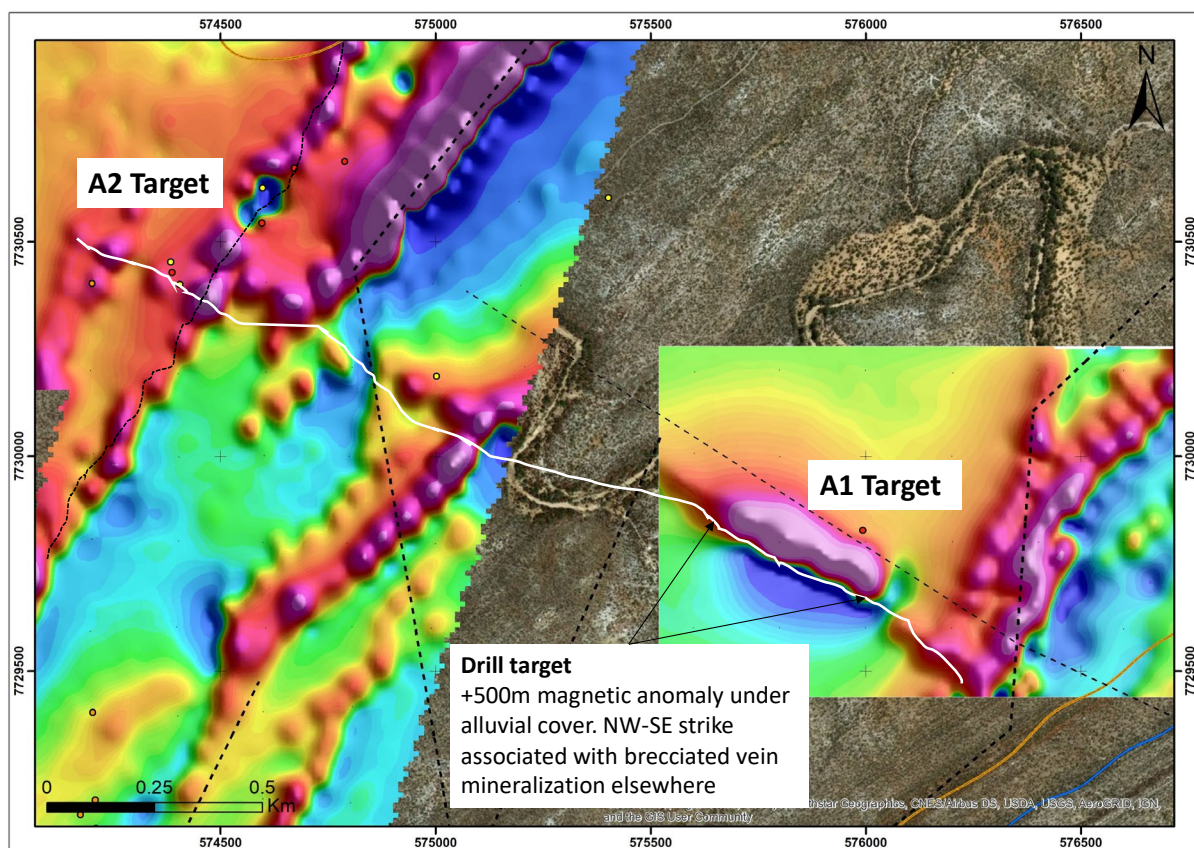 574500 575000 575500 576000 576500
N
7730500 7730500
A2 Target
7730000 7730000
A1 Target
7729500 7729500
Drill target
+500m magnetic anomaly under
alluvial cover. NW-SE strike
associated with brecciated vein
mineralization elsewhere
0 0.25 0.5
Km
Geographics, CNES/Airbus DS, USDA, USGS, AeroGRID, IGN,
and the GIS User Community
574500 575000 575500 576000 576500